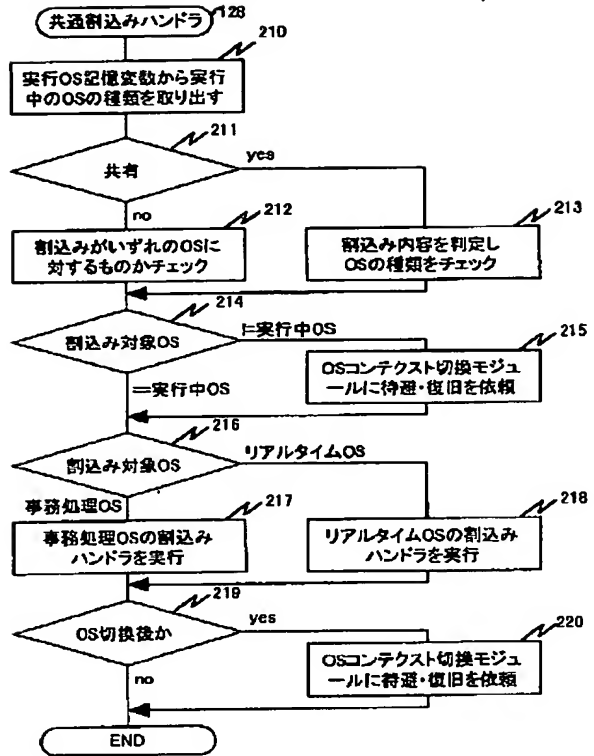 共通割込みハンドラ
128
210
実行OS記憶変数から実行
中のOSの種類を取り出す
211
共有
yes
no
212
213
割込みがいずれのOSに
対するものかチェック
割込み内容を判定し
OSの種類をチェック
214
割込み対象OS
!=実行中OS
215
OSコンテクスト切換モジュ
ールに待避・復旧を依頼
==実行中OS
216
割込み対象OS
リアルタイムOS
事務処理OS
217
218
事務処理OSの割込み
ハンドラを実行
リアルタイムOSの割込み
ハンドラを実行
219
OS切換後か
yes
220
OSコンテクスト切換モジュ
ールに待避・復旧を依頼
no
END